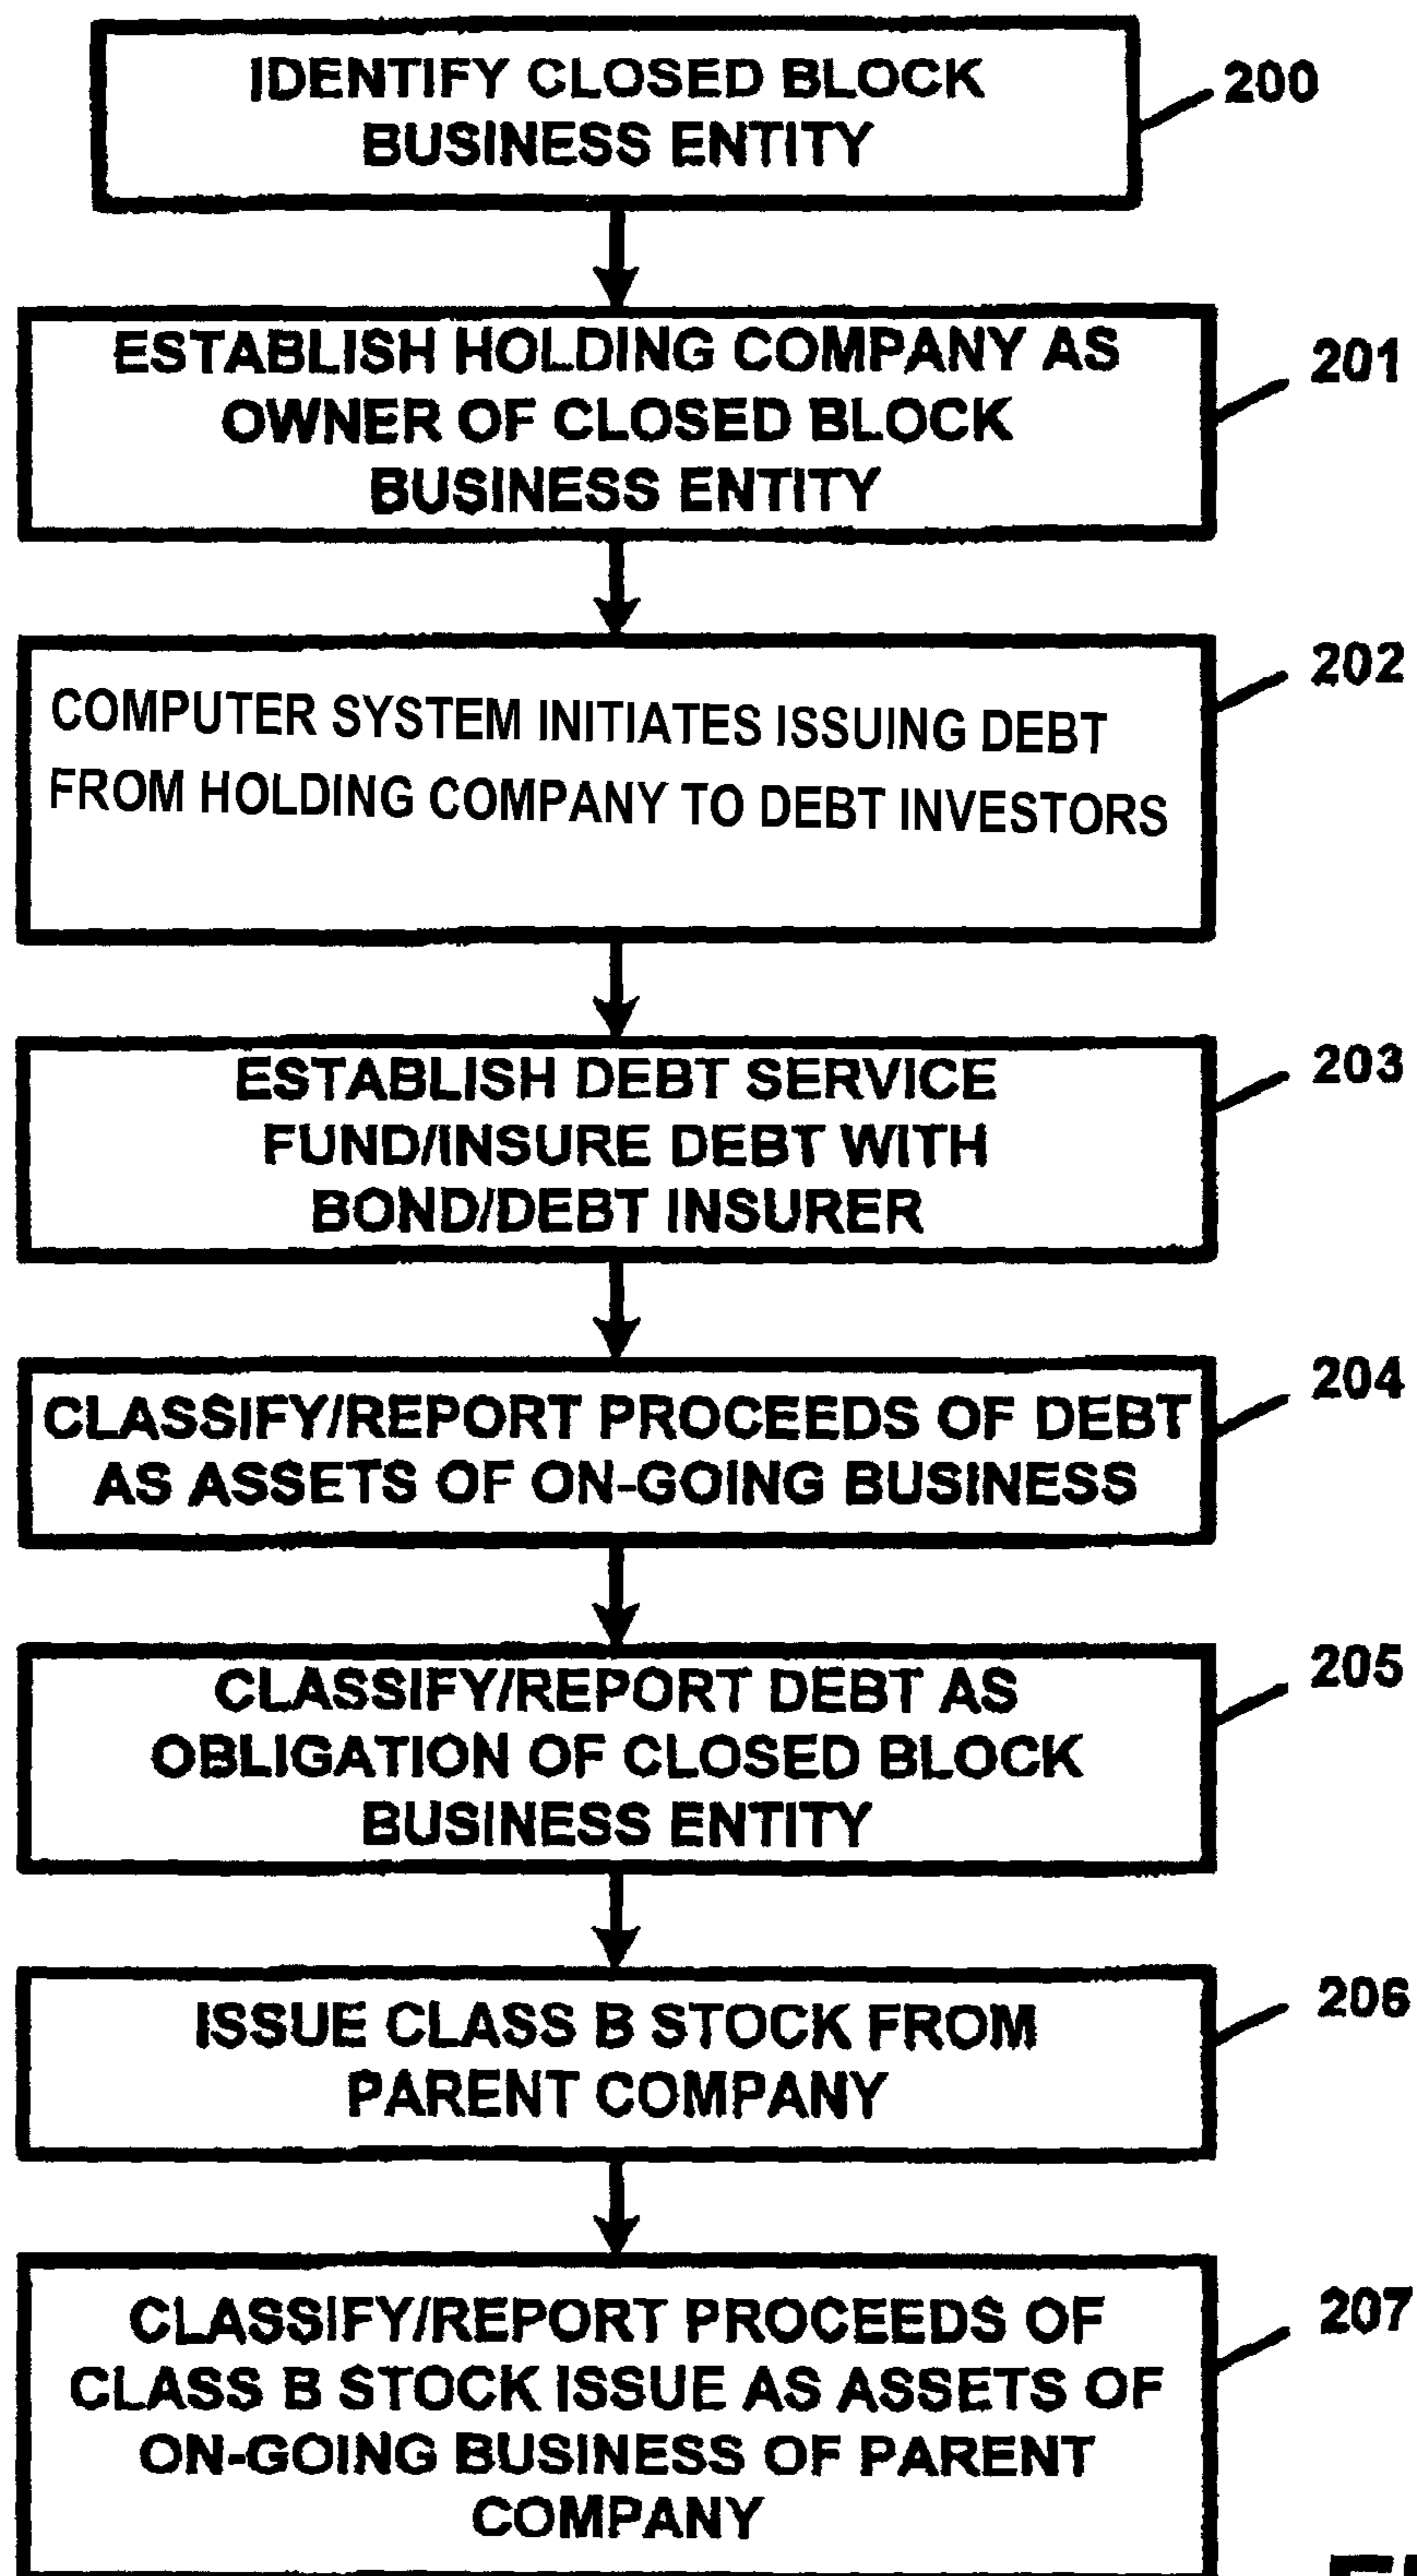 IDENTIFY CLOSED BLOCK
BUSINESS ENTITY
200
ESTABLISH HOLDING COMPANY AS
OWNER OF CLOSED BLOCK
BUSINESS ENTITY
201
COMPUTER SYSTEM INITIATES ISSUING DEBT
FROM HOLDING COMPANY TO DEBT INVESTORS
202
ESTABLISH DEBT SERVICE
FUND/INSURE DEBT WITH
BOND/DEBT INSURER
203
CLASSIFY/REPORT PROCEEDS OF DEBT
AS ASSETS OF ON-GOING BUSINESS
204
CLASSIFY/REPORT DEBT AS
OBLIGATION OF CLOSED BLOCK
BUSINESS ENTITY
205
ISSUE CLASS B STOCK FROM
PARENT COMPANY
206
CLASSIFY/REPORT PROCEEDS OF
CLASS B STOCK ISSUE AS ASSETS OF
ON-GOING BUSINESS OF PARENT
COMPANY
207